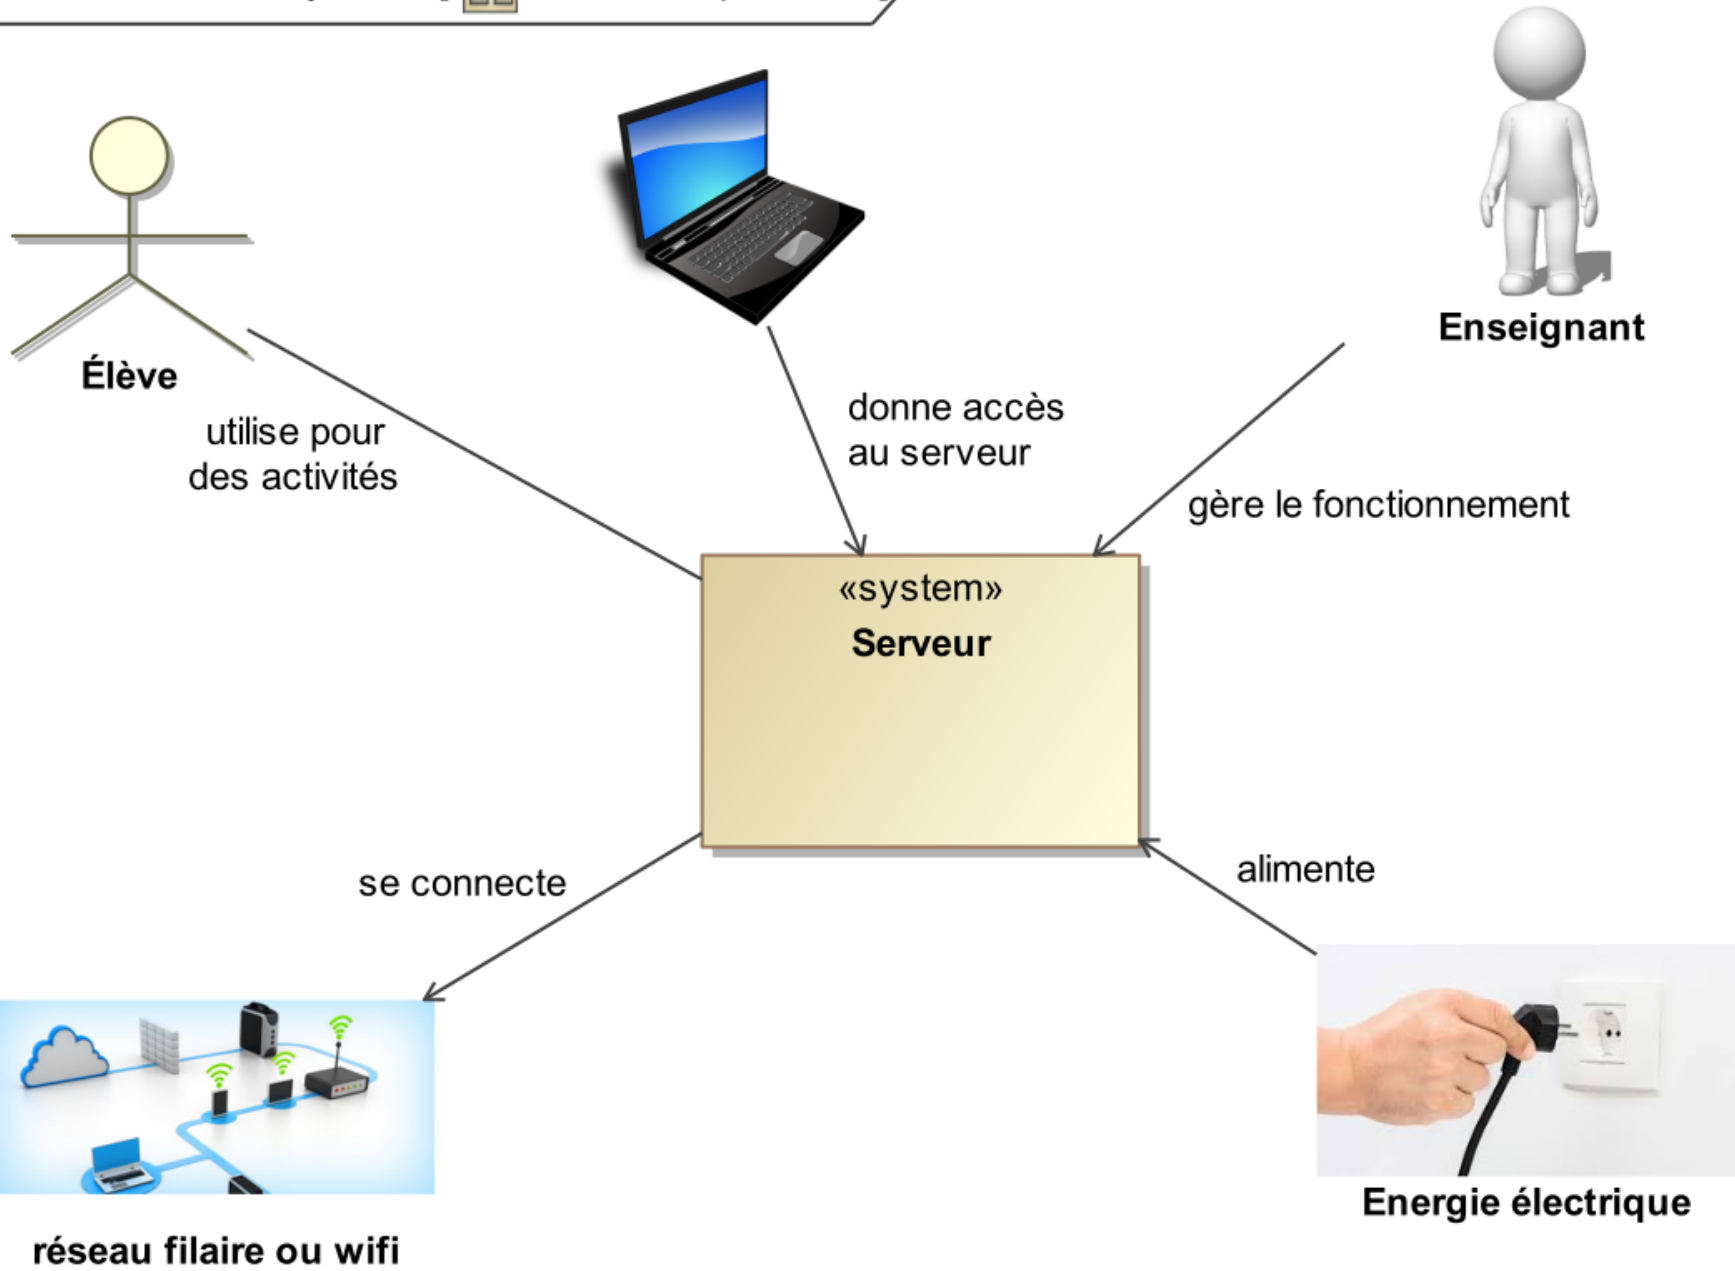 Élève
utilise pour
des activités
donne accès
au serveur
Enseignant
gère le fonctionnement
«system»
Serveur
se connecte
alimente
réseau filaire ou wifi
Energie électrique